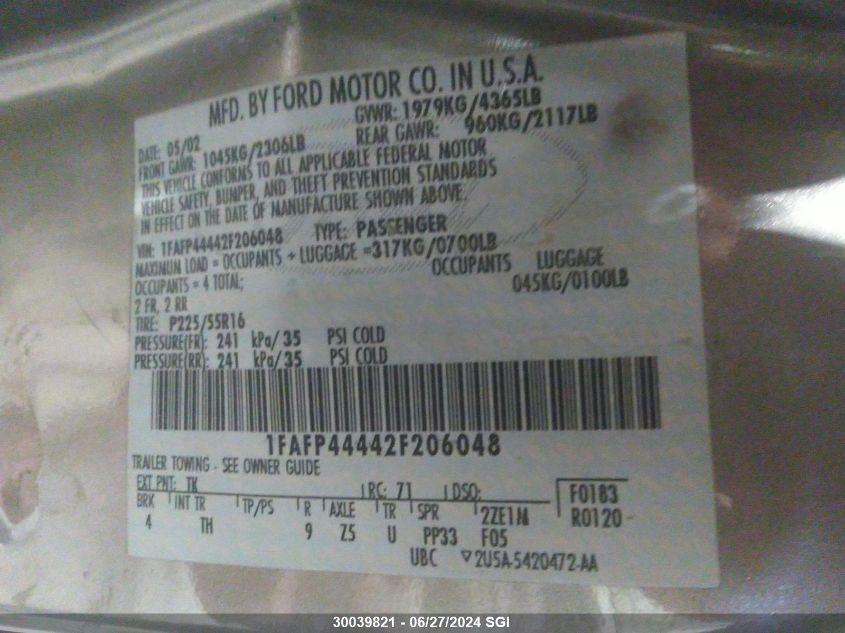 MFD. BY FORD MOTOR CO. IN U.S.A.
DATE: 05/02 GVWR: 1979KG/4365LB
FRONT GAWR: 1045KG/2306LB REAR GAWR: 960KG/2117LB
THIS VEHICLE CONFORMS TO ALL APPLICABLE FEDERAL MOTOR
VEHICLE SAFETY, BUMPER, AND THEFT PREVENTION STANDARDS
IN EFFECT ON THE DATE OF MANUFACTURE SHOWN ABOVE.
VIN: 1FAFP44442F206048 TYPE: PASSENGER
MAXIMUM LOAD = OCCUPANTS + LUGGAGE =317KG/0700LB
OCCUPANTS = 4 TOTAL; OCCUPANTS LUGGAGE
2 FR, 2 RR 045KG/0100LB
TIRE: P225/55R16
PRESSURE(FR): 241 kPa/35 PSI COLD
PRESSURE(RR): 241 kPa/35 PSI COLD
1FAFP44442F206048
TRAILER TOWING - SEE OWNER GUIDE
EXT PNT: TK RC: 71 DSO: F0183
BRK INT TR TP/PS R AXLE TR SPR 2ZE1M R0120
4 TH 9 Z5 U PP33 F05
UBC ▽2U5A-5420472-AA
30039821 - 06/27/2024 SGI